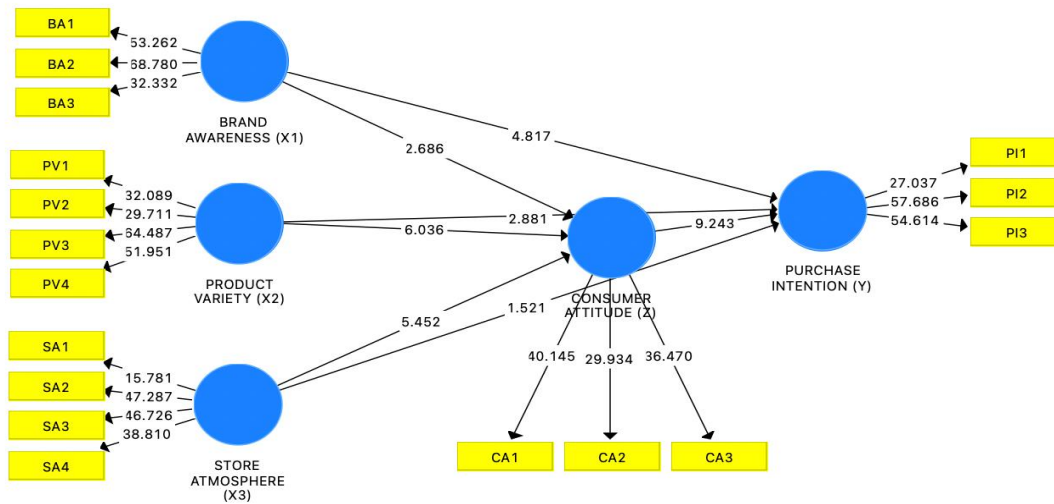 BA1
BA2
BA3
53.262
68.780
32.332
BRAND
AWARENESS (X1)
PV1
PV2
PV3
PV4
32.089
29.711
64.487
51.951
PRODUCT
VARIETY (X2)
SA1
SA2
SA3
SA4
15.781
47.287
46.726
38.810
STORE
ATMOSPHERE
(X3)
4.817
2.686
2.881
6.036
5.452
1.521
9.243
CONSUMER
ATTITUDE (Z)
40.145
29.934
36.470
CA1
CA2
CA3
PURCHASE
INTENTION (Y)
27.037
57.686
54.614
PI1
PI2
PI3